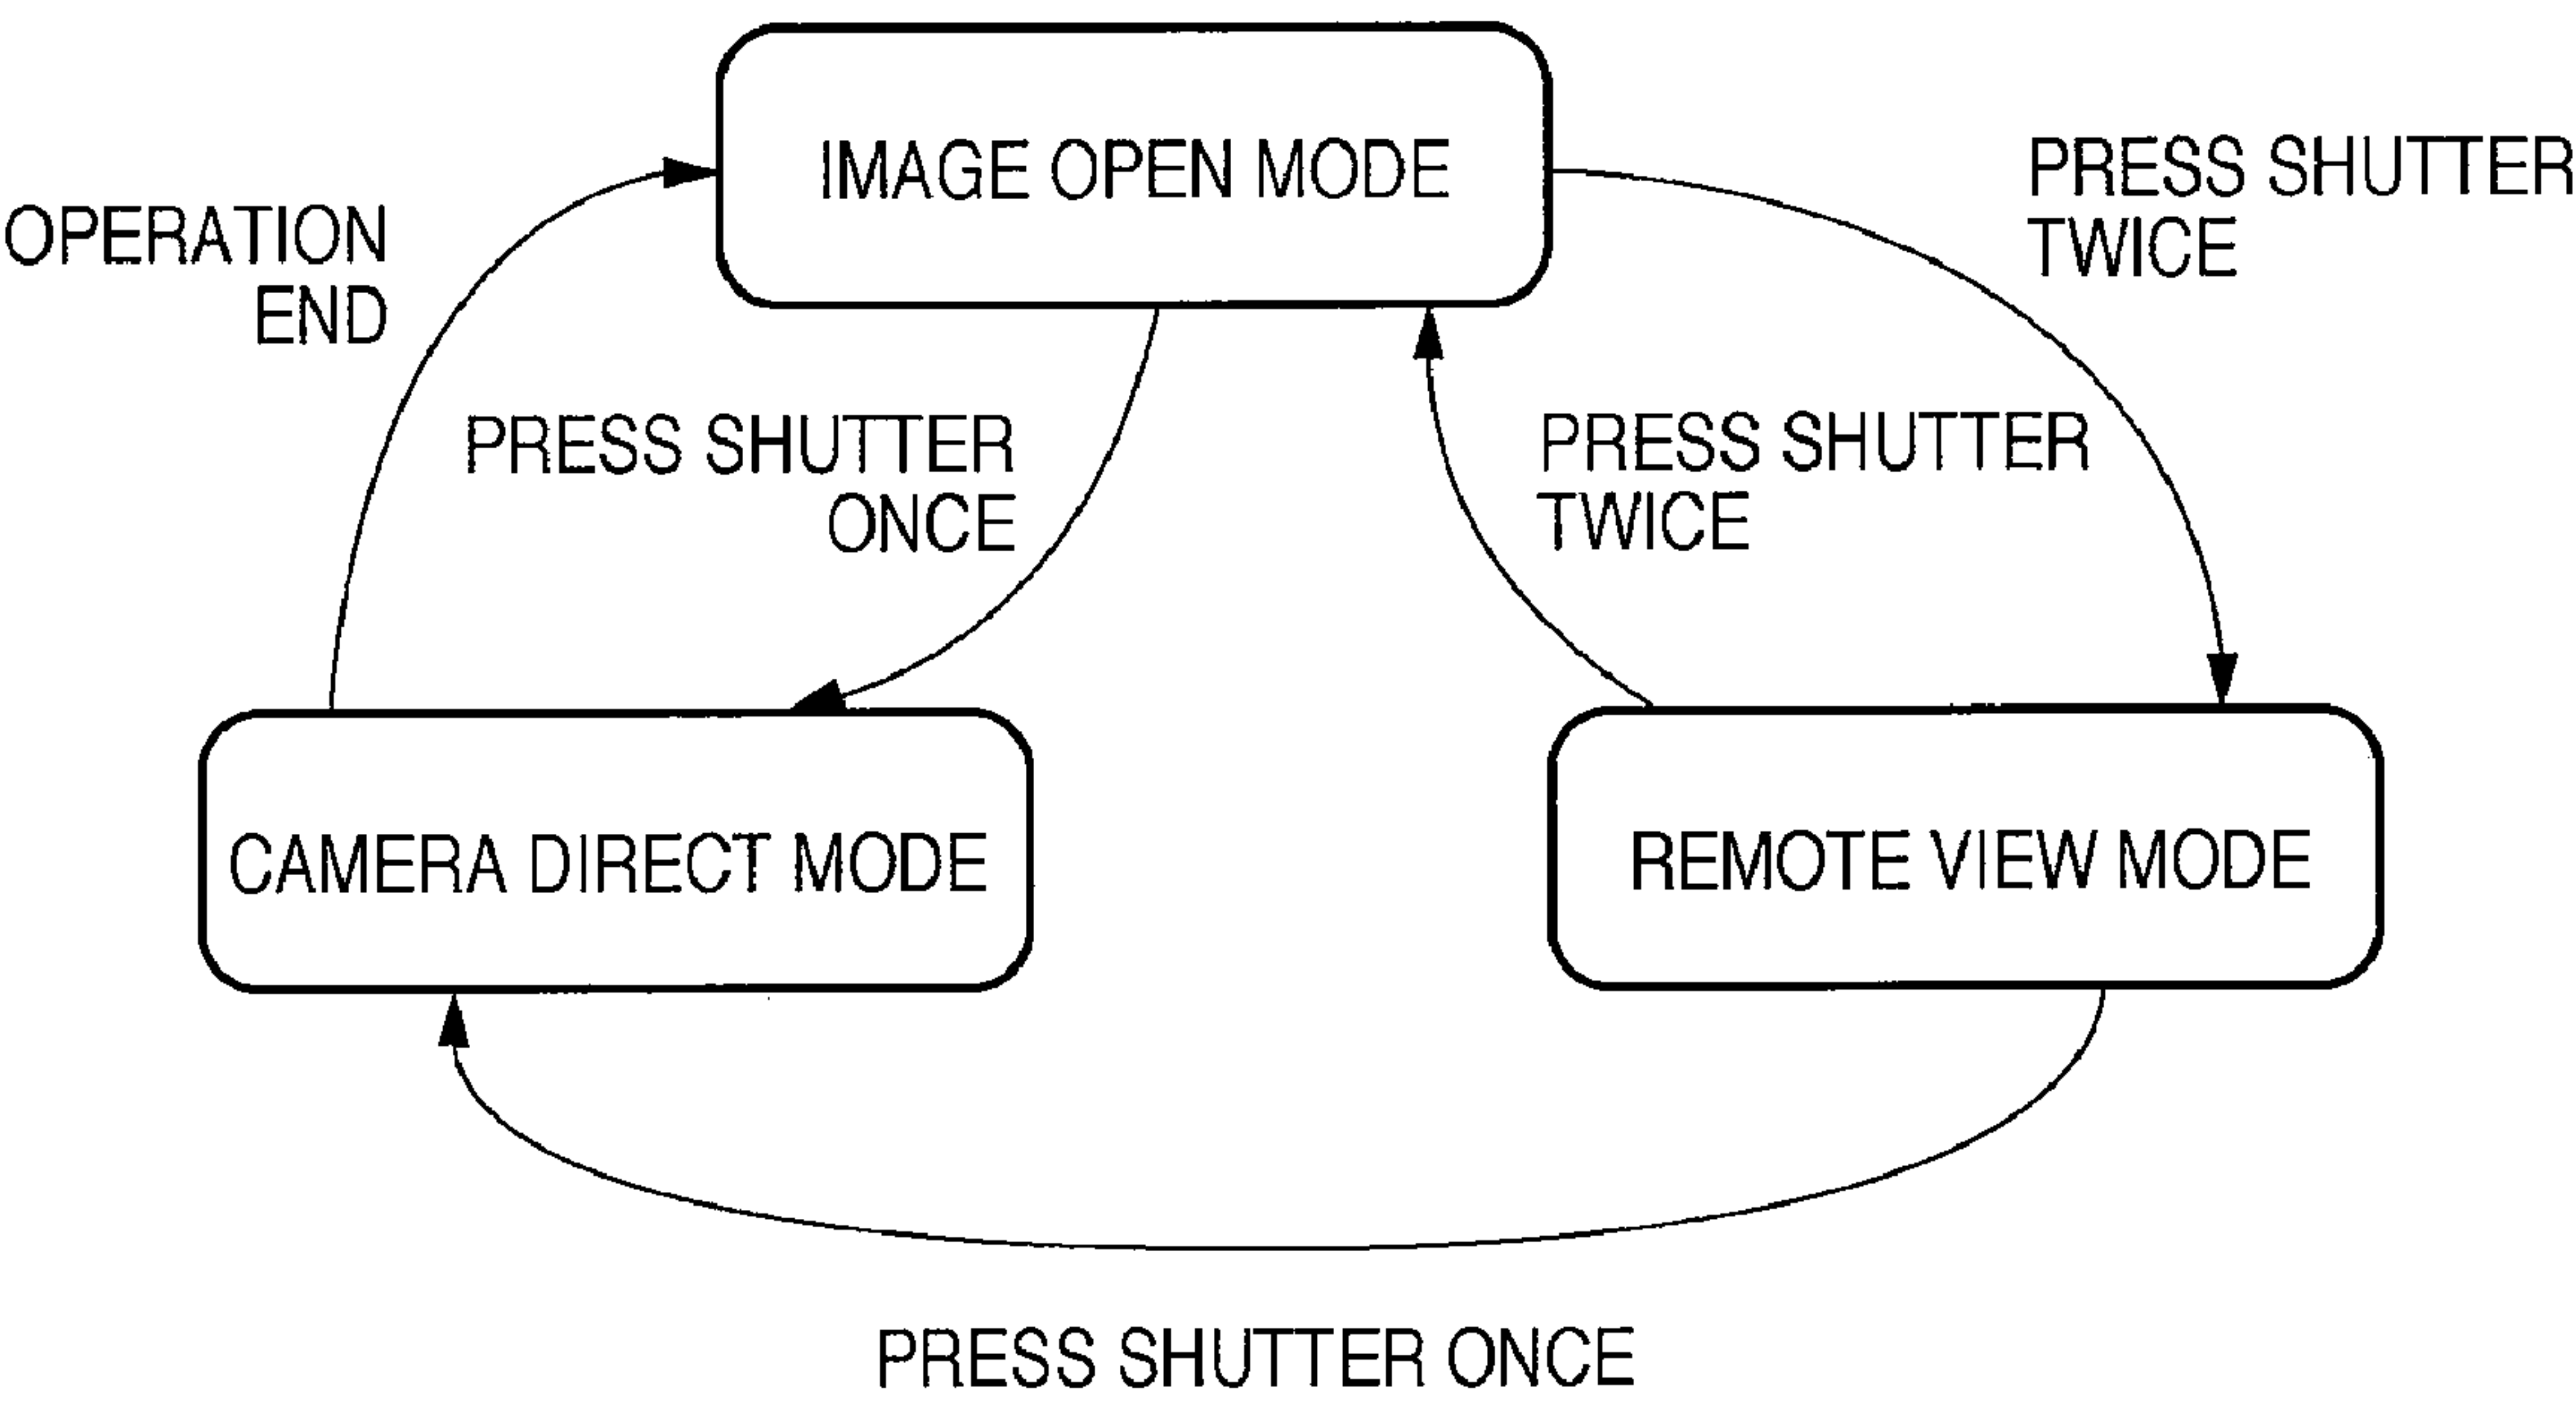 IMAGE OPEN MODE
PRESS SHUTTER
TWICE
OPERATION
END
PRESS SHUTTER
ONCE
PRESS SHUTTER
TWICE
CAMERA DIRECT MODE
REMOTE VIEW MODE
PRESS SHUTTER ONCE